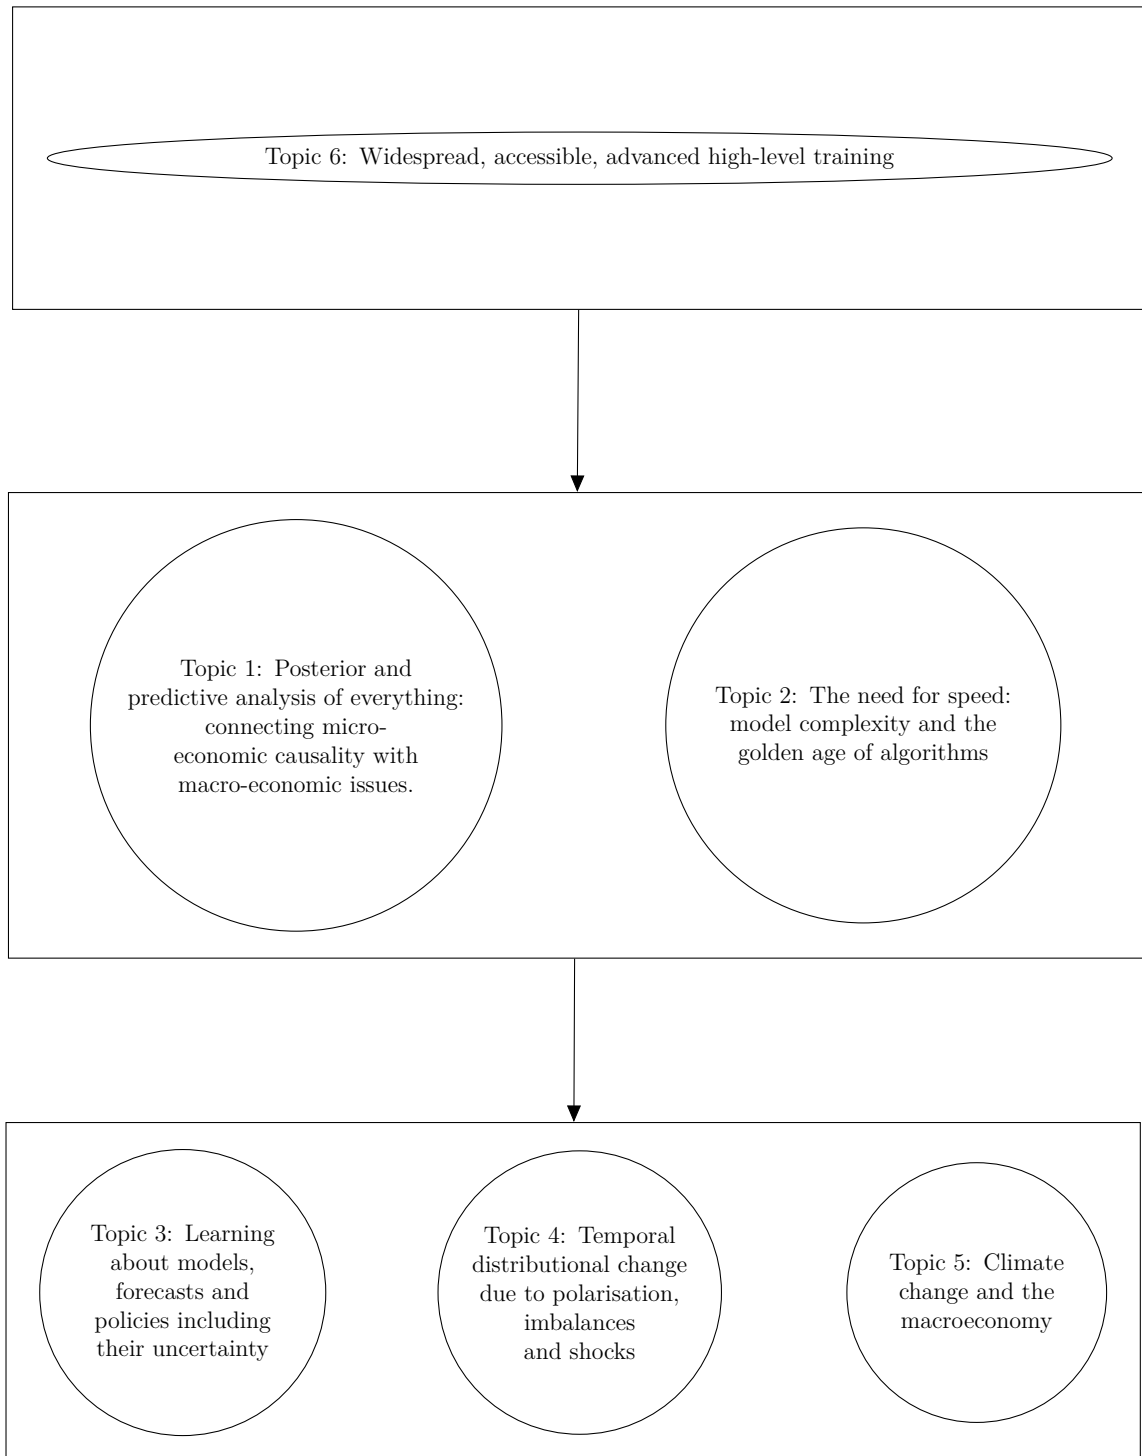 Topic 6: Widespread, accessible, advanced high-level training
Topic 1: Posterior and
predictive analysis of everything:
connecting micro-
economic causality with
macro-economic issues.
Topic 2: The need for speed:
model complexity and the
golden age of algorithms
Topic 3: Learning
about models,
forecasts and
policies including
their uncertainty
Topic 4: Temporal
distributional change
due to polarisation,
imbalances
and shocks
Topic 5: Climate
change and the
macroeconomy